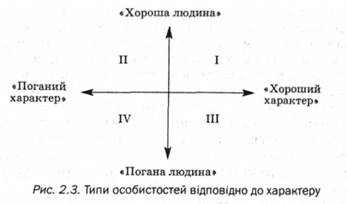 «Хороша людина»
II
I
«Поганий
характер»
«Хороший
характер»
IV
III
«Погана людина»
Рис. 2.3. Типи особистостей відповідно до характеру